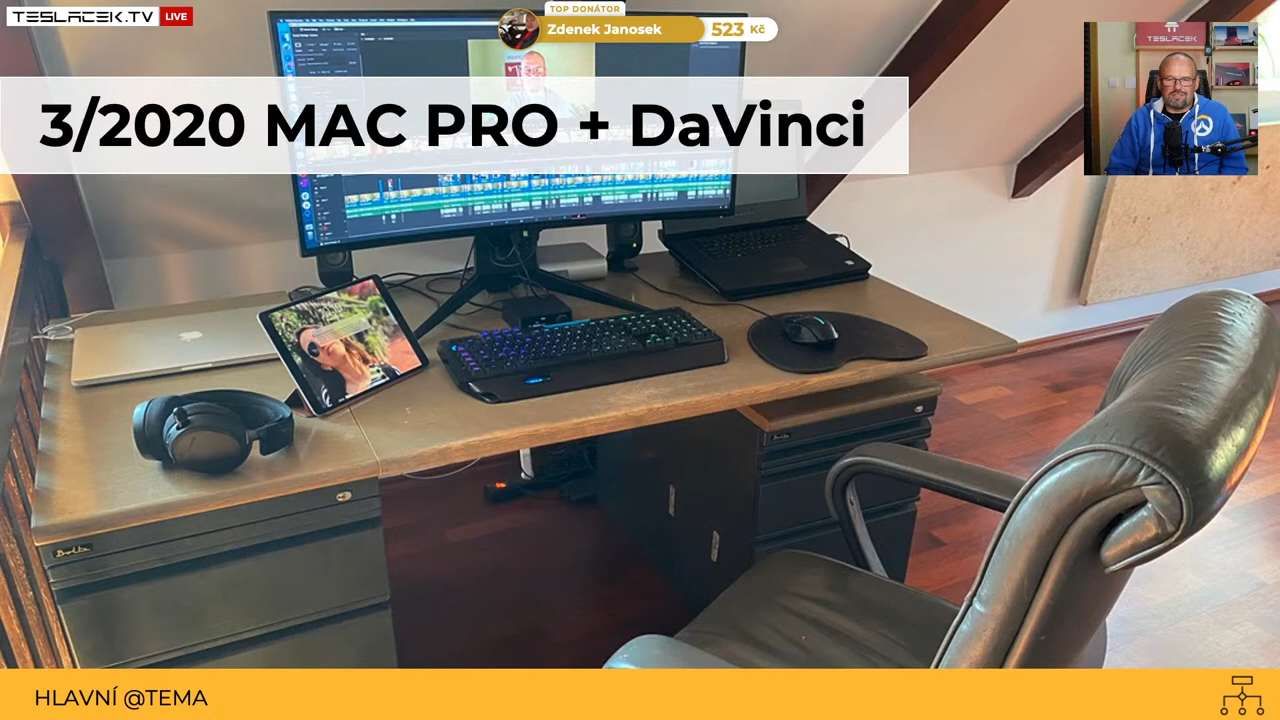 TESLACEK.TV LIVE
TOP DONÁTOR
Zdenek Janosek 523 Kč
TESLACEK
3/2020 MAC PRO + DaVinci
HLAVNÍ @TEMA